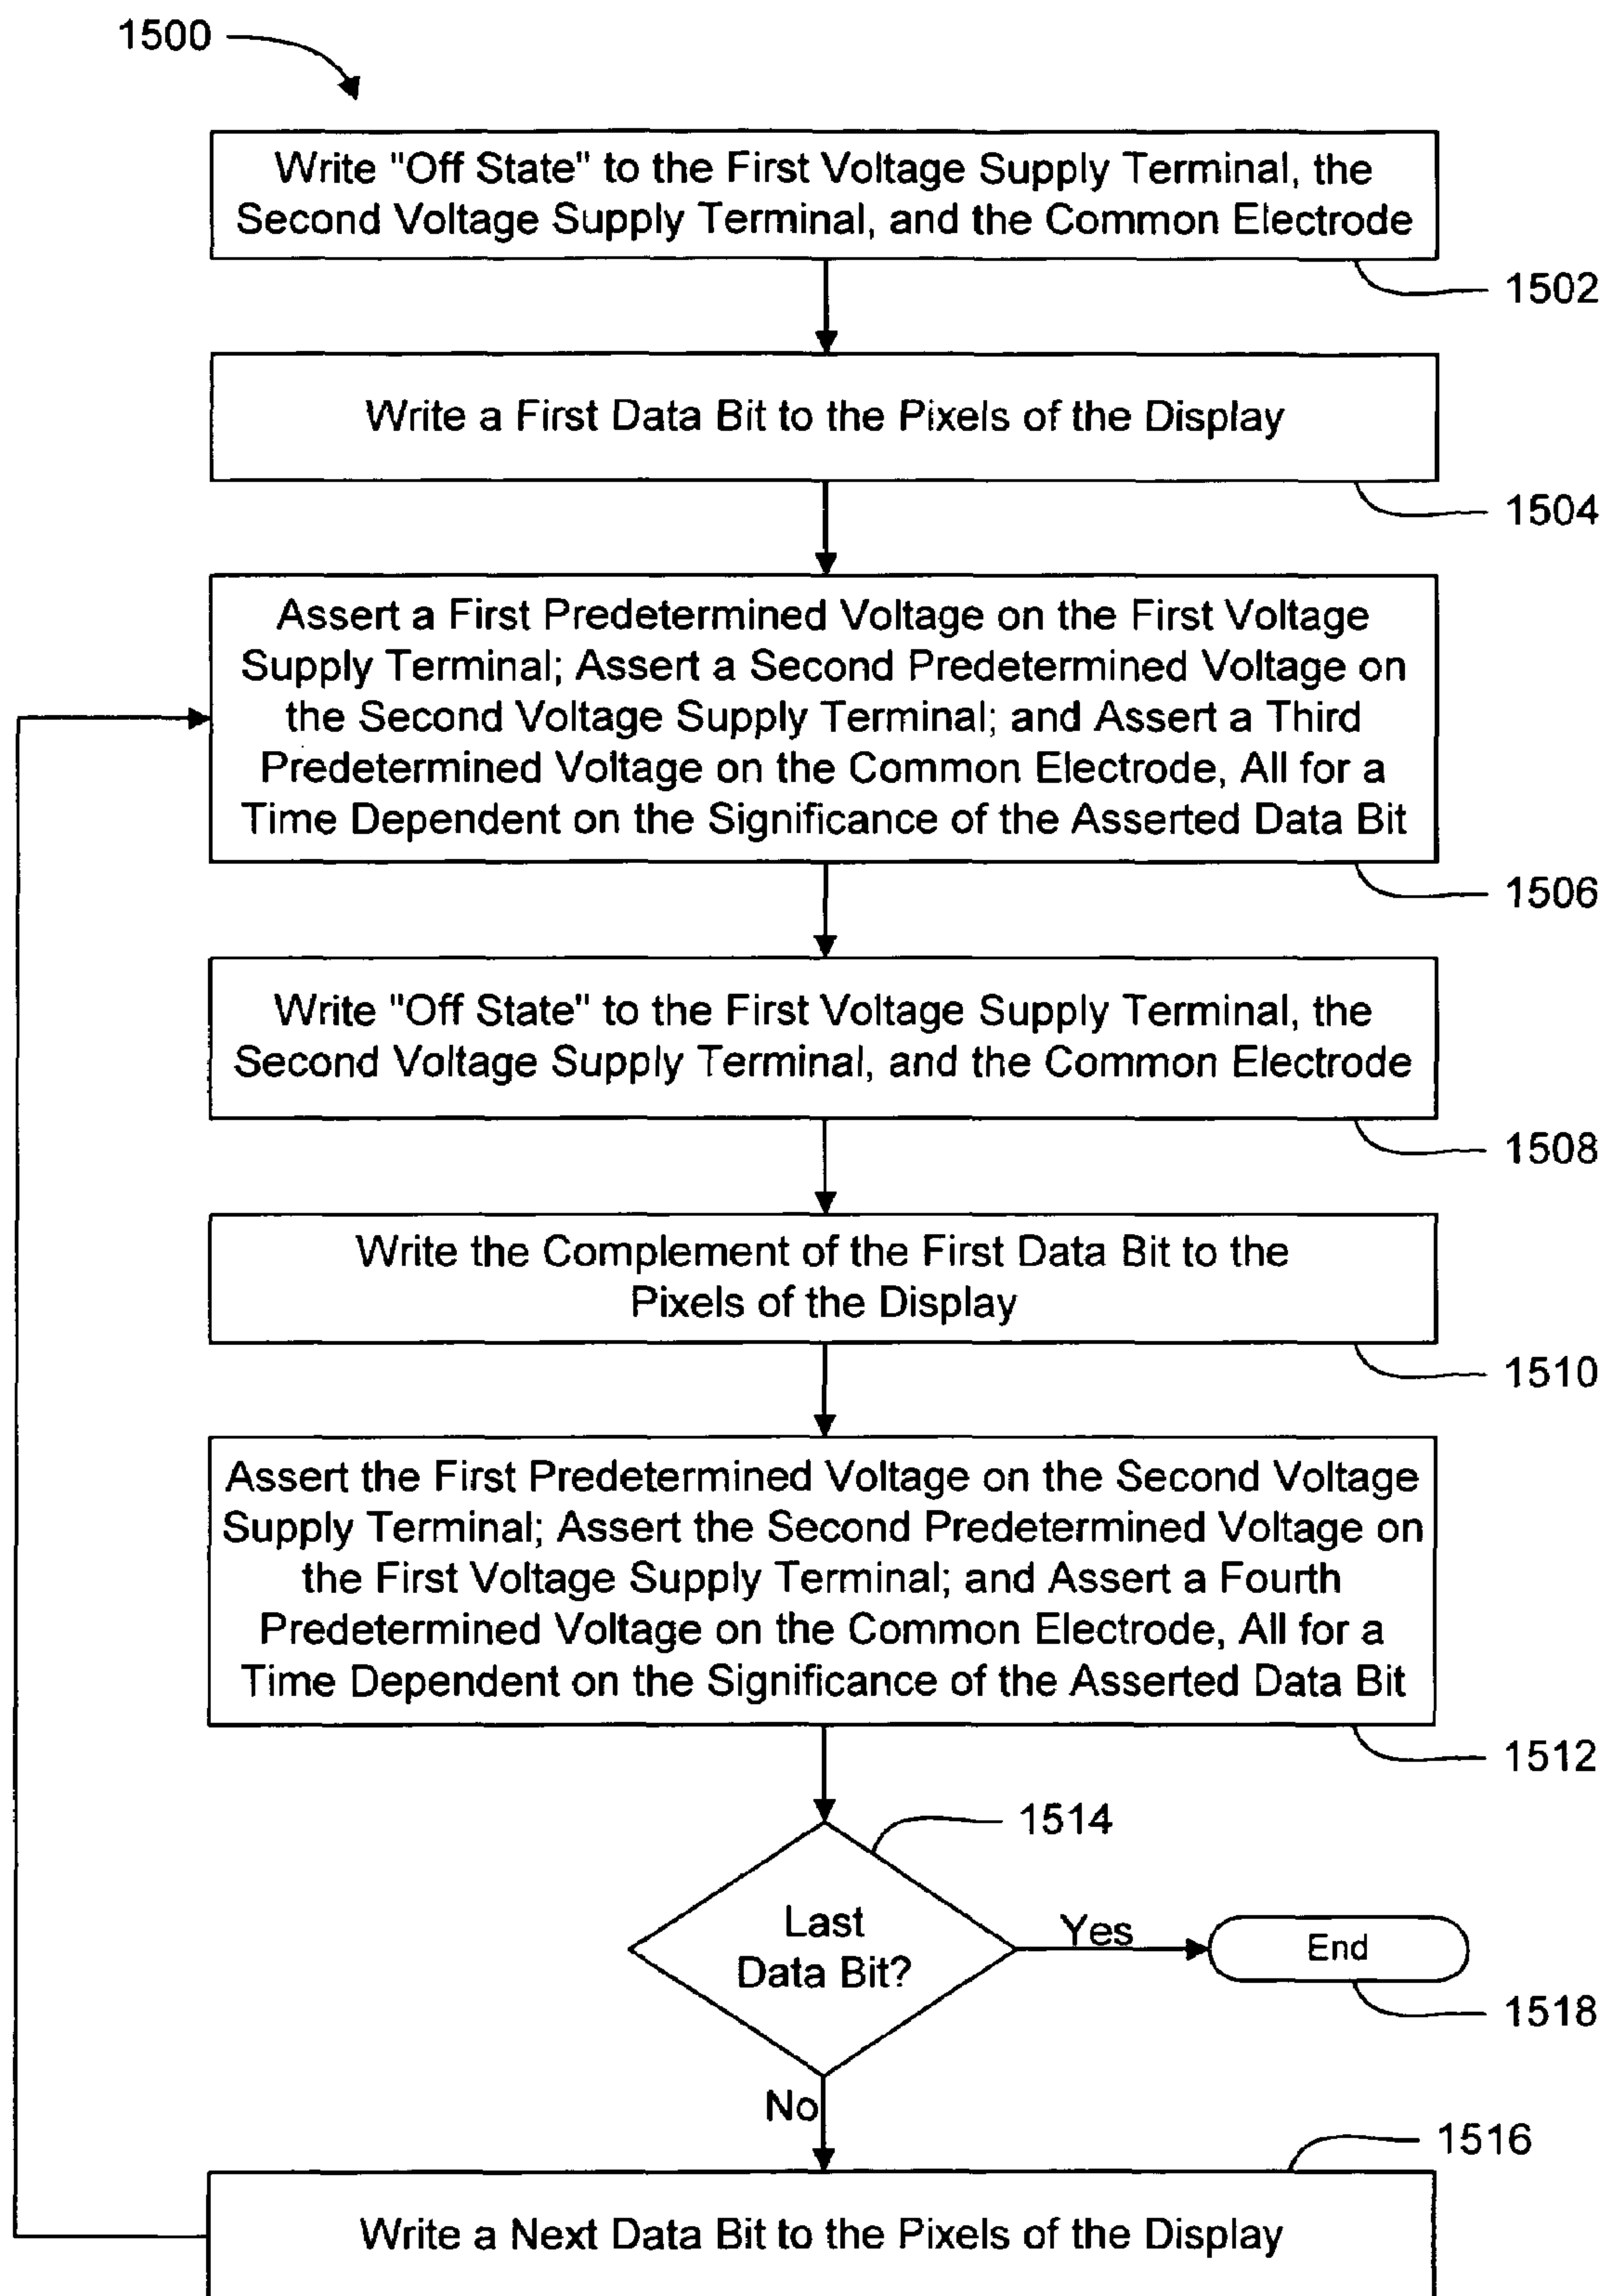 1500
Write "Off State" to the First Voltage Supply Terminal, the
Second Voltage Supply Terminal, and the Common Electrode
1502
Write a First Data Bit to the Pixels of the Display
1504
Assert a First Predetermined Voltage on the First Voltage
Supply Terminal; Assert a Second Predetermined Voltage on
the Second Voltage Supply Terminal; and Assert a Third
Predetermined Voltage on the Common Electrode, All for a
Time Dependent on the Significance of the Asserted Data Bit
1506
Write "Off State" to the First Voltage Supply Terminal, the
Second Voltage Supply Terminal, and the Common Electrode
1508
Write the Complement of the First Data Bit to the
Pixels of the Display
1510
Assert the First Predetermined Voltage on the Second Voltage
Supply Terminal; Assert the Second Predetermined Voltage on
the First Voltage Supply Terminal; and Assert a Fourth
Predetermined Voltage on the Common Electrode, All for a
Time Dependent on the Significance of the Asserted Data Bit
1512
1514
Last
Data Bit?
Yes
End
1518
No
1516
Write a Next Data Bit to the Pixels of the Display